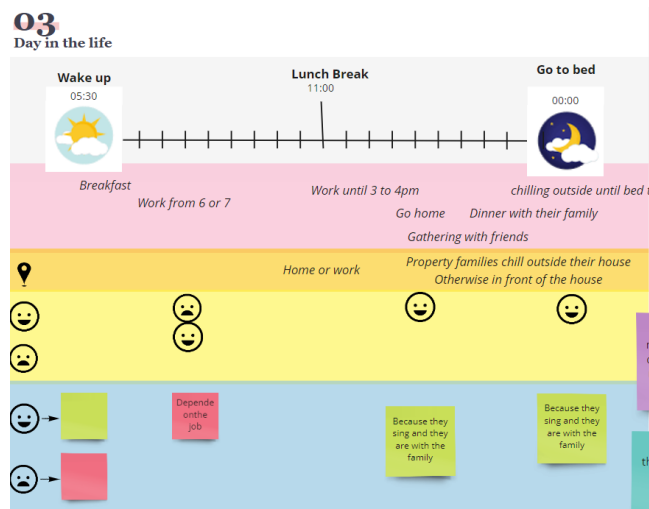 03
Day in the life
Wake up
05:30
Lunch Break
11:00
Go to bed
00:00
Breakfast
Work from 6 or 7
Work until 3 to 4pm
chilling outside until bed
Go home
Dinner with their family
Gathering with friends
Home or work
Property families chill outside their house
Otherwise in front of the house
Depende
onthe
job
Because they
sing and they
are with the
family
Because they
sing and they
are with the
family